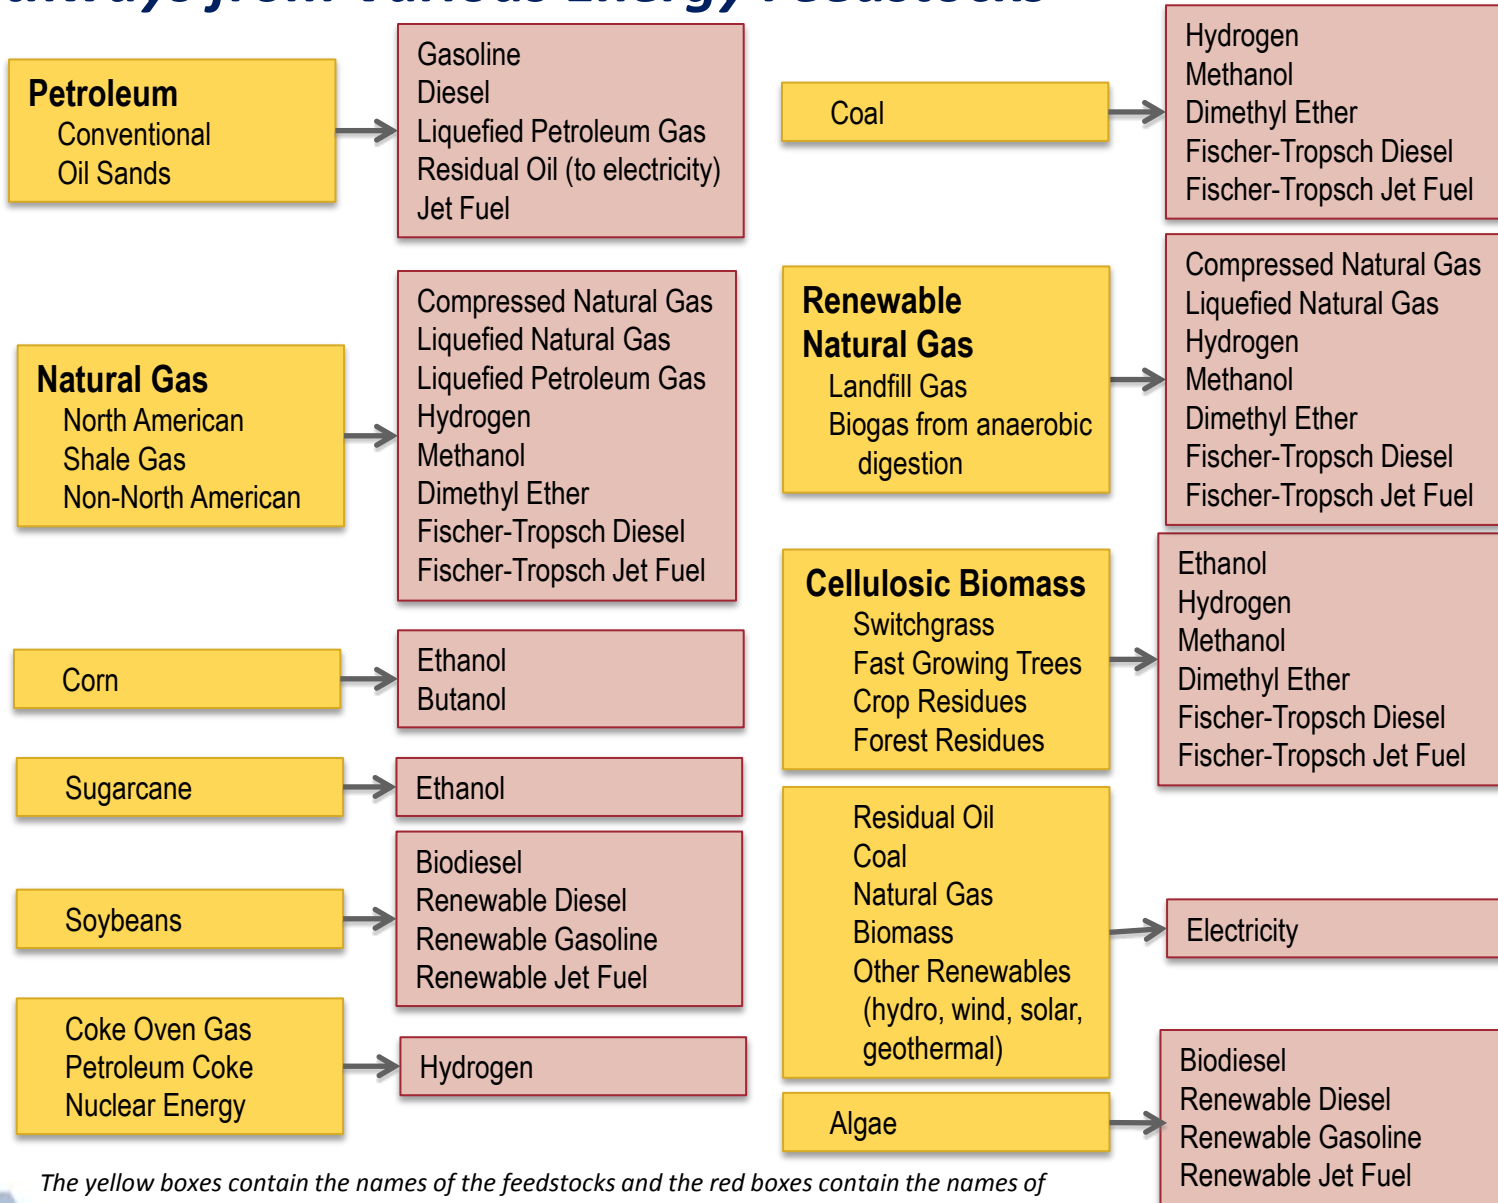 from Various Energy Feedstocks
Petroleum
Conventional
Oil Sands
Gasoline
Diesel
Liquefied Petroleum Gas
Residual Oil (to electricity)
Jet Fuel
Natural Gas
North American
Shale Gas
Non-North American
Compressed Natural Gas
Liquefied Natural Gas
Liquefied Petroleum Gas
Hydrogen
Methanol
Dimethyl Ether
Fischer-Tropsch Diesel
Fischer-Tropsch Jet Fuel
Corn
Ethanol
Butanol
Sugarcane
Ethanol
Soybeans
Biodiesel
Renewable Diesel
Renewable Gasoline
Renewable Jet Fuel
Coke Oven Gas
Petroleum Coke
Nuclear Energy
Hydrogen
Coal
Hydrogen
Methanol
Dimethyl Ether
Fischer-Tropsch Diesel
Fischer-Tropsch Jet Fuel
Renewable
Natural Gas
Landfill Gas
Biogas from anaerobic
digestion
Compressed Natural Gas
Liquefied Natural Gas
Hydrogen
Methanol
Dimethyl Ether
Fischer-Tropsch Diesel
Fischer-Tropsch Jet Fuel
Cellulosic Biomass
Switchgrass
Fast Growing Trees
Crop Residues
Forest Residues
Ethanol
Hydrogen
Methanol
Dimethyl Ether
Fischer-Tropsch Diesel
Fischer-Tropsch Jet Fuel
Residual Oil
Coal
Natural Gas
Biomass
Other Renewables
(hydro, wind, solar,
geothermal)
Electricity
Algae
Biodiesel
Renewable Diesel
Renewable Gasoline
Renewable Jet Fuel
The yellow boxes contain the names of the feedstocks and the red boxes contain the names of